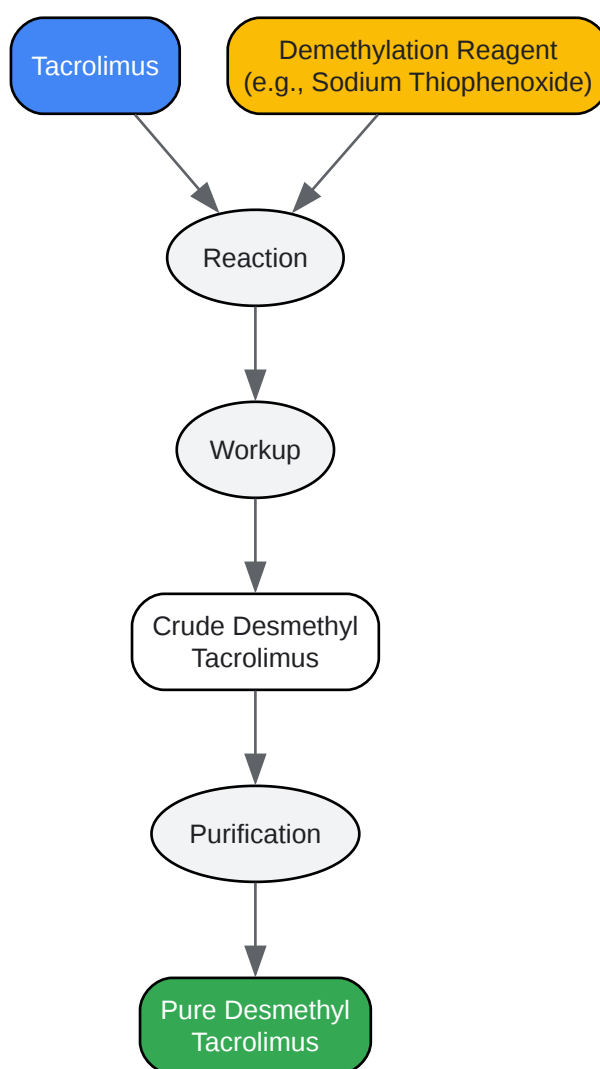 Tacrolimus
Demethylation Reagent
(e.g., Sodium Thiophenoxide)
Reaction
Workup
Crude Desmethyl
Tacrolimus
Purification
Pure Desmethyl
Tacrolimus